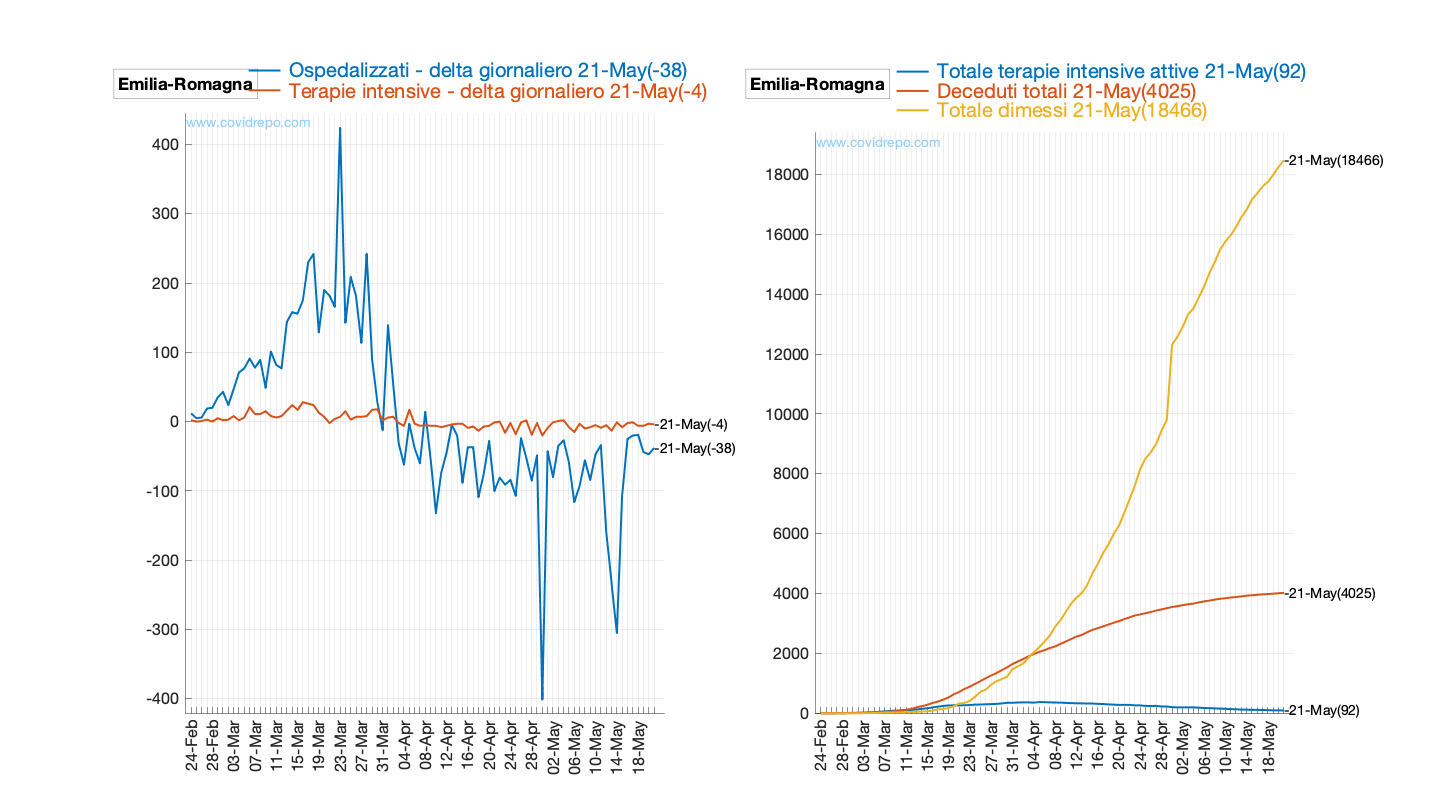 Emilia-Romagna
Ospedalizzati - delta giornaliero 21-May(-38)
Terapie intensive - delta giornaliero 21-May(-4)
www.covidrepo.com
400
300
200
100
0
-100
-200
-300
-400
-21-May(-4)
-21-May(-38)
24-Feb
28-Feb
03-Mar
07-Mar
11-Mar
15-Mar
19-Mar
23-Mar
27-Mar
31-Mar
04-Apr
08-Apr
12-Apr
16-Apr
20-Apr
24-Apr
28-Apr
02-May
06-May
10-May
14-May
18-May
Emilia-Romagna
Totale terapie intensive attive 21-May(92)
Deceduti totali 21-May(4025)
Totale dimessi 21-May(18466)
www.covidrepo.com
18000
16000
14000
12000
10000
8000
6000
4000
2000
0
-21-May(18466)
-21-May(4025)
-21-May(92)
24-Feb
28-Feb
03-Mar
07-Mar
11-Mar
15-Mar
19-Mar
23-Mar
27-Mar
31-Mar
04-Apr
08-Apr
12-Apr
16-Apr
20-Apr
24-Apr
28-Apr
02-May
06-May
10-May
14-May
18-May